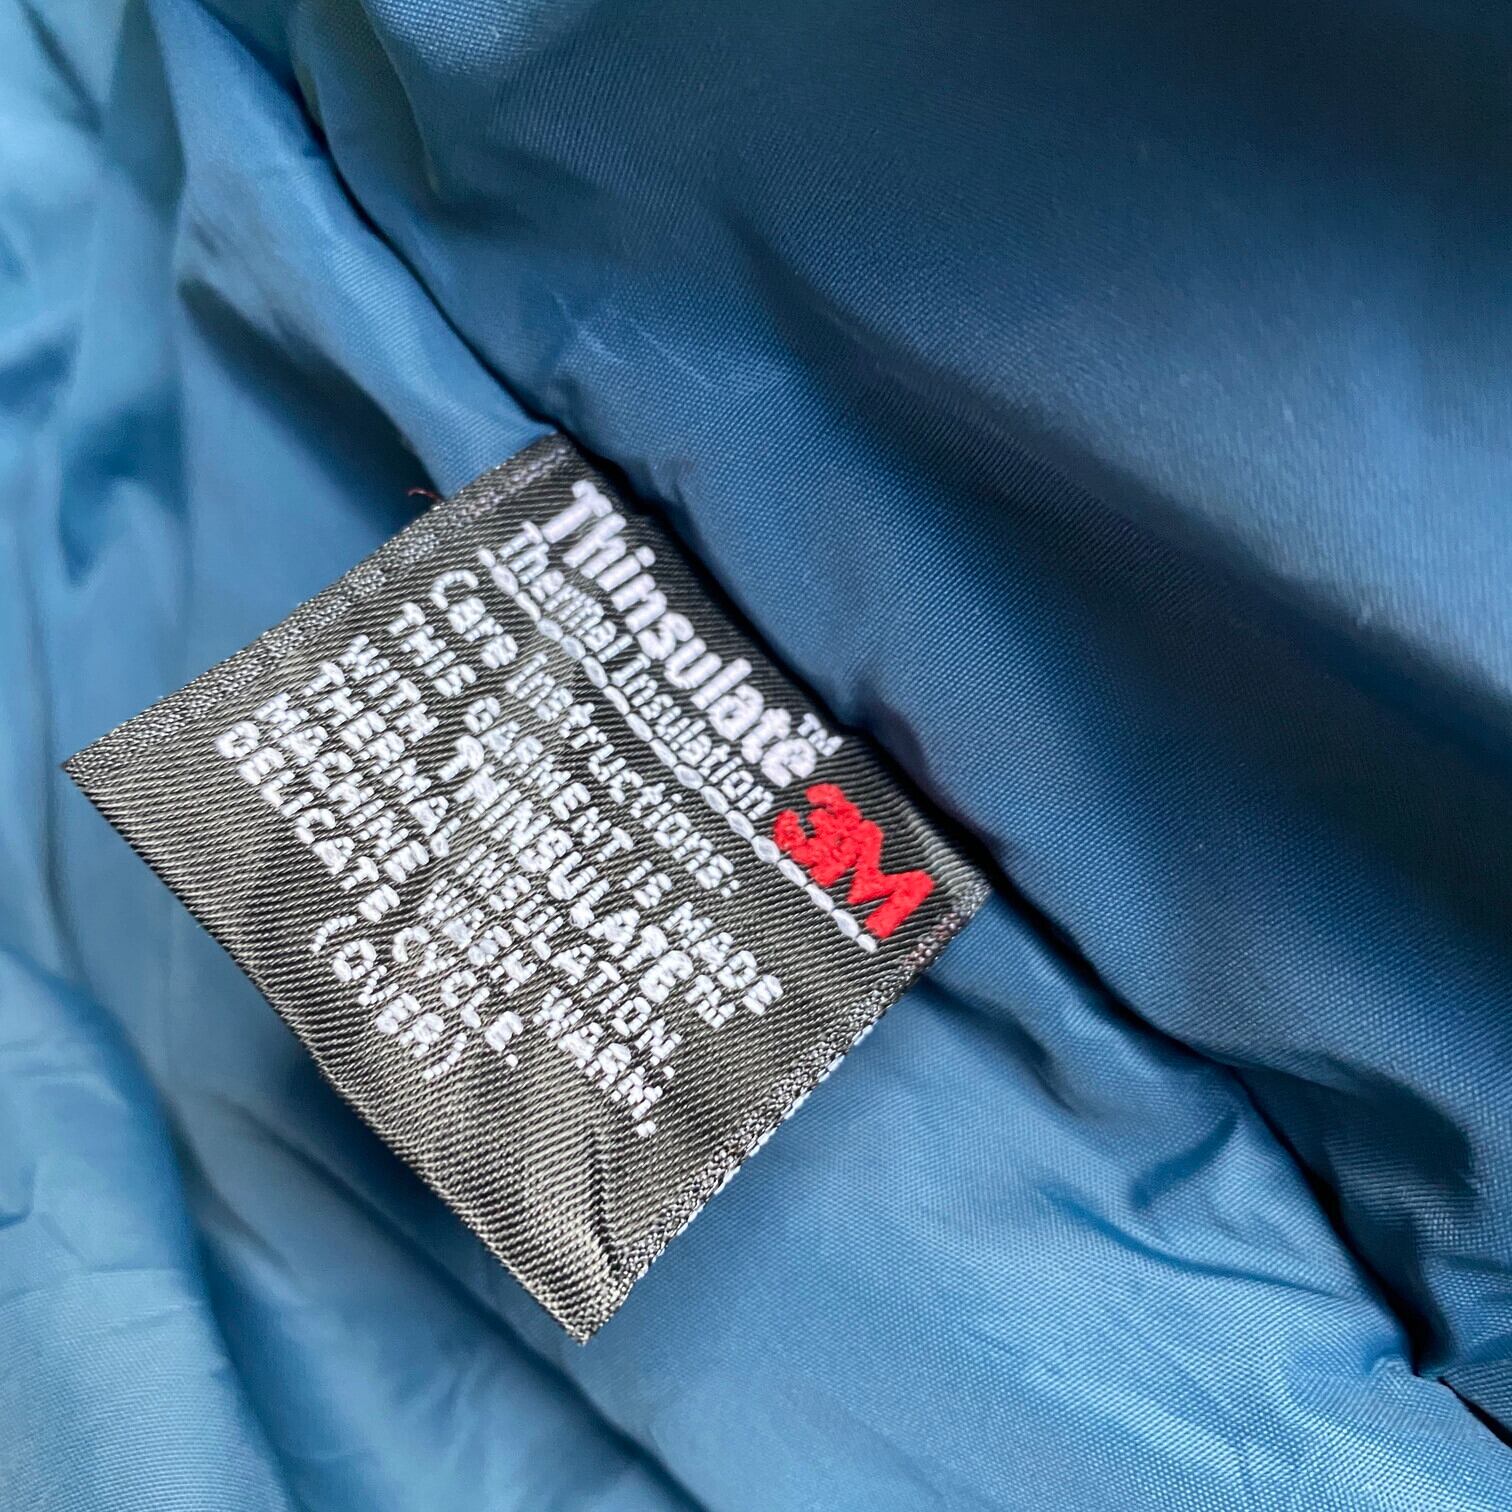 Thinsulate™ 3M
Thermal Insulation
Care Instructions:
THIS GARMENT IS MADE
WITH THINSULATE™
THERMAL INSULATION.
MACHINE WASH WARM.
DELICATE CYCLE.
(OVER)